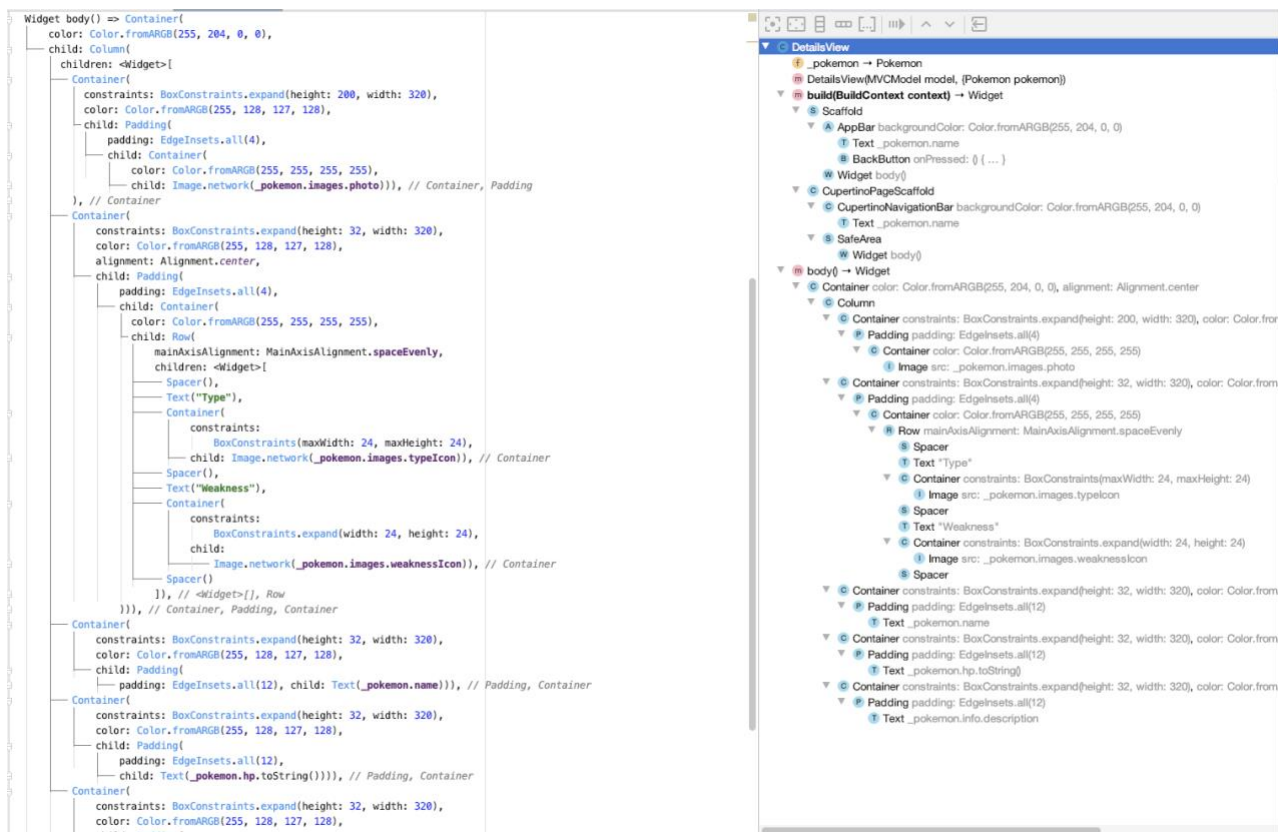 Widget body() => Container(
color: Color.fromARGB(255, 204, 0, 0),
child: Column(
children: <Widget>[
Container(
constraints: BoxConstraints.expand(height: 200, width: 320),
color: Color.fromARGB(255, 128, 127, 128),
child: Padding(
padding: EdgeInsets.all(4),
child: Container(
color: Color.fromARGB(255, 255, 255, 255),
child: Image.network(_pokemon.images.photo))), // Container, Padding
), // Container
Container(
constraints: BoxConstraints.expand(height: 32, width: 320),
color: Color.fromARGB(255, 128, 127, 128),
alignment: Alignment.center,
child: Padding(
padding: EdgeInsets.all(4),
child: Container(
color: Color.fromARGB(255, 255, 255, 255),
child: Row(
mainAxisAlignment: MainAxisAlignment.spaceEvenly,
children: <Widget>[
Spacer(),
Text("Type"),
Container(
constraints:
BoxConstraints(maxWidth: 24, maxHeight: 24),
child: Image.network(_pokemon.images.typeIcon)), // Container
Spacer(),
Text("Weakness"),
Container(
constraints:
BoxConstraints.expand(width: 24, height: 24),
child:
Image.network(_pokemon.images.weaknessIcon)), // Container
Spacer()
]), // <Widget>[], Row
))), // Container, Padding, Container
Container(
constraints: BoxConstraints.expand(height: 32, width: 320),
color: Color.fromARGB(255, 128, 127, 128),
child: Padding(
padding: EdgeInsets.all(12), child: Text(_pokemon.name))), // Padding, Container
Container(
constraints: BoxConstraints.expand(height: 32, width: 320),
color: Color.fromARGB(255, 128, 127, 128),
child: Padding(
padding: EdgeInsets.all(12),
child: Text(_pokemon.hp.toString()))), // Padding, Container
Container(
constraints: BoxConstraints.expand(height: 32, width: 320),
color: Color.fromARGB(255, 128, 127, 128),
C DetailsView
f _pokemon → Pokemon
m DetailsView(MVCModel model, {Pokemon pokemon})
m build(BuildContext context) → Widget
S Scaffold
A AppBar backgroundColor: Color.fromARGB(255, 204, 0, 0)
T Text _pokemon.name
B BackButton onPressed: () { ... }
W Widget body()
C CupertinoPageScaffold
C CupertinoNavigationBar backgroundColor: Color.fromARGB(255, 204, 0, 0)
T Text _pokemon.name
S SafeArea
W Widget body()
m body() → Widget
C Container color: Color.fromARGB(255, 204, 0, 0), alignment: Alignment.center
C Column
C Container constraints: BoxConstraints.expand(height: 200, width: 320), color: Color.fror
P Padding padding: EdgeInsets.all(4)
C Container color: Color.fromARGB(255, 255, 255, 255)
I Image src: _pokemon.images.photo
C Container constraints: BoxConstraints.expand(height: 32, width: 320), color: Color.from
P Padding padding: EdgeInsets.all(4)
C Container color: Color.fromARGB(255, 255, 255, 255)
R Row mainAxisAlignment: MainAxisAlignment.spaceEvenly
S Spacer
T Text "Type"
C Container constraints: BoxConstraints(maxWidth: 24, maxHeight: 24)
I Image src: _pokemon.images.typeIcon
S Spacer
T Text "Weakness"
C Container constraints: BoxConstraints.expand(width: 24, height: 24)
I Image src: _pokemon.images.weaknessIcon
S Spacer
C Container constraints: BoxConstraints.expand(height: 32, width: 320), color: Color.from
P Padding padding: EdgeInsets.all(12)
T Text _pokemon.name
C Container constraints: BoxConstraints.expand(height: 32, width: 320), color: Color.from
P Padding padding: EdgeInsets.all(12)
T Text _pokemon.hp.toString()
C Container constraints: BoxConstraints.expand(height: 32, width: 320), color: Color.from
P Padding padding: EdgeInsets.all(12)
T Text _pokemon.info.description